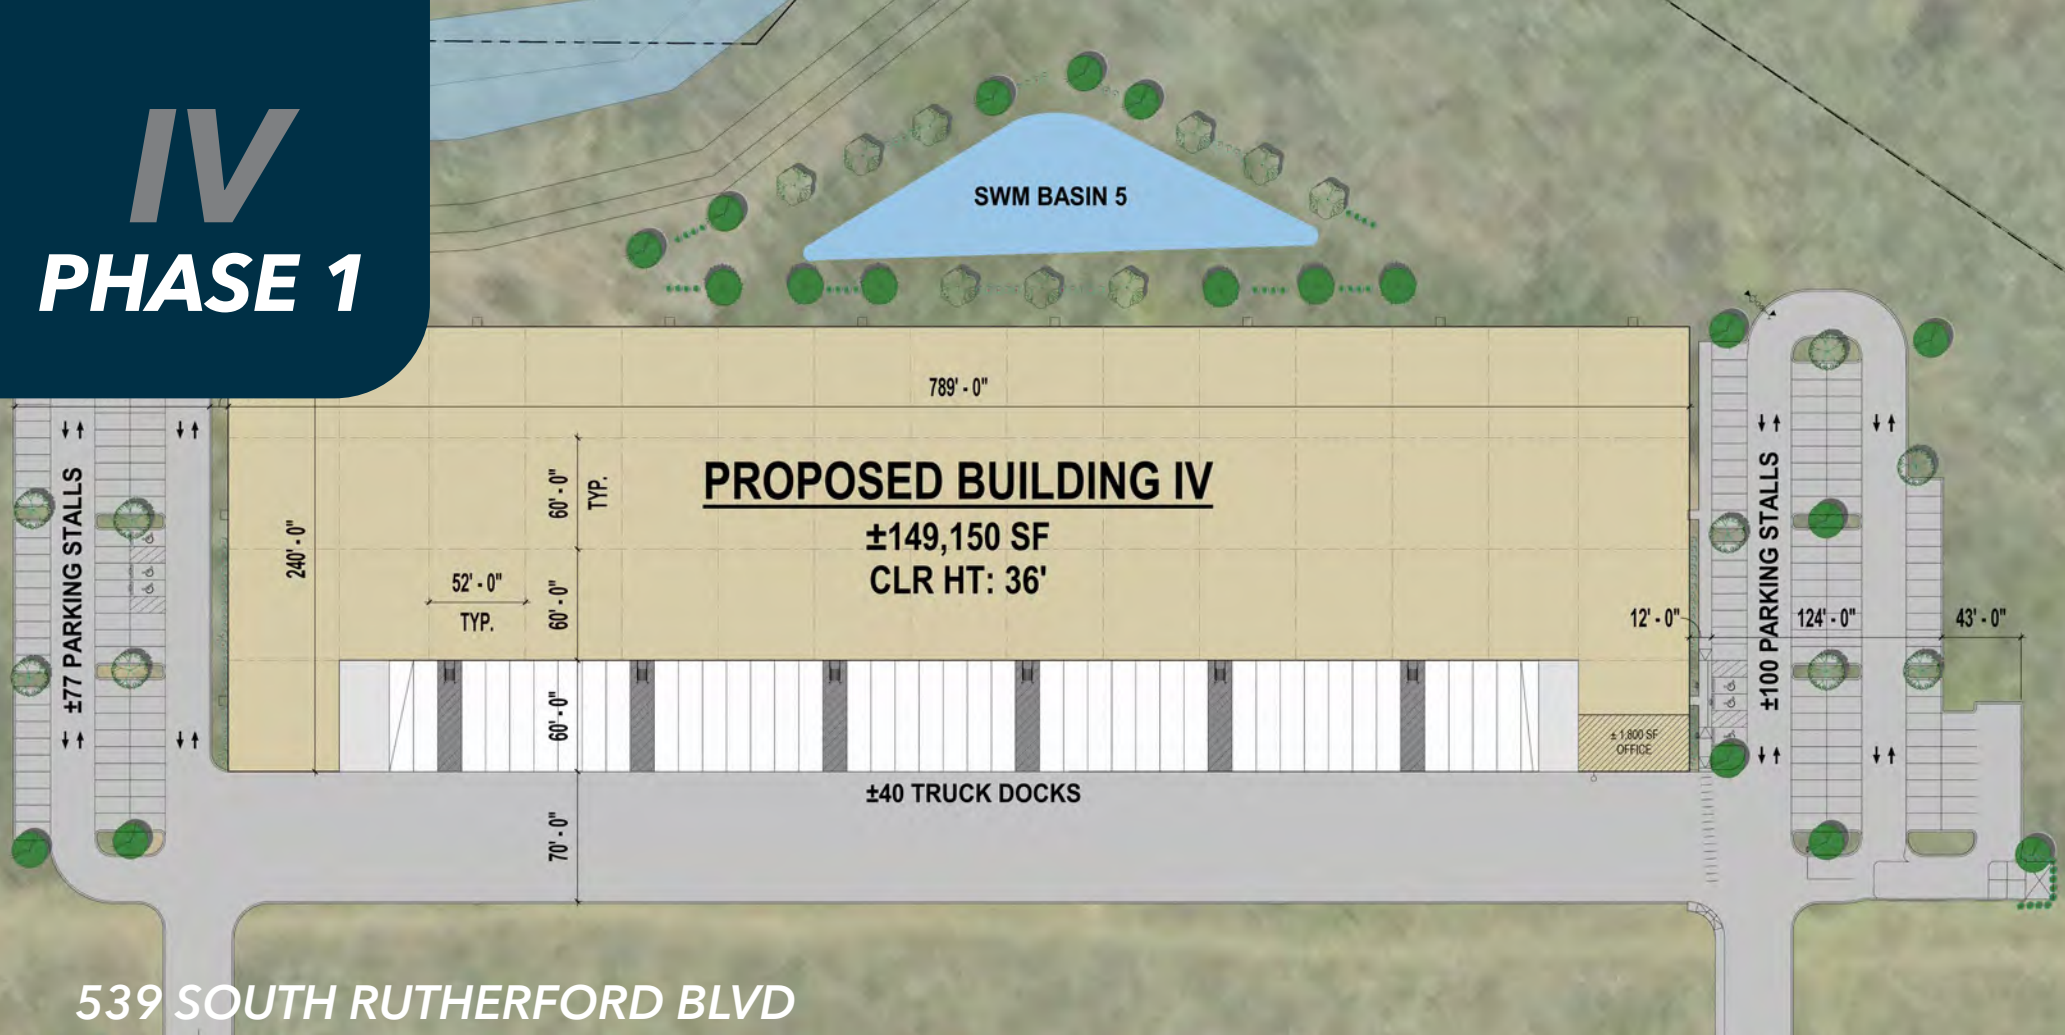 IV
PHASE 1
SWM BASIN 5
789' - 0"
PROPOSED BUILDING IV
±149,150 SF
CLR HT: 36'
240' - 0"
60' - 0"
TYP.
52' - 0"
TYP.
60' - 0"
60' - 0"
70' - 0"
±77 PARKING STALLS
±100 PARKING STALLS
12' - 0"
124' - 0"
43' - 0"
± 1,800 SF
OFFICE
±40 TRUCK DOCKS
539 SOUTH RUTHERFORD BLVD